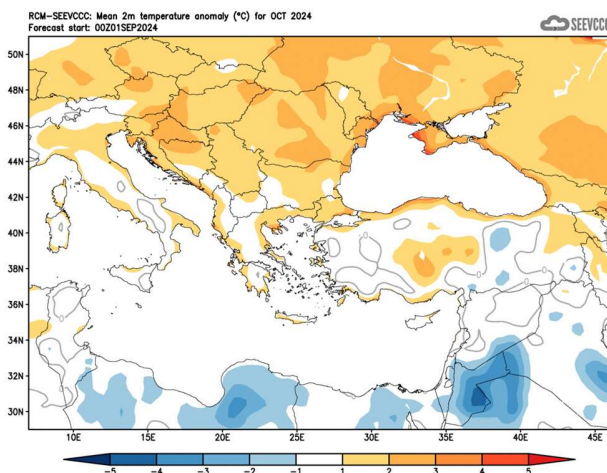 RCM-SEEVCCC: Mean 2m temperature anomaly (°C) for OCT 2024
Forecast start: 00Z01SEP2024
SEEVCCC
50N
48N
46N
44N
42N
40N
38N
36N
34N
32N
30N
10E 15E 20E 25E 30E 35E 40E 45E
-5 -4 -3 -2 -1 1 2 3 4 5